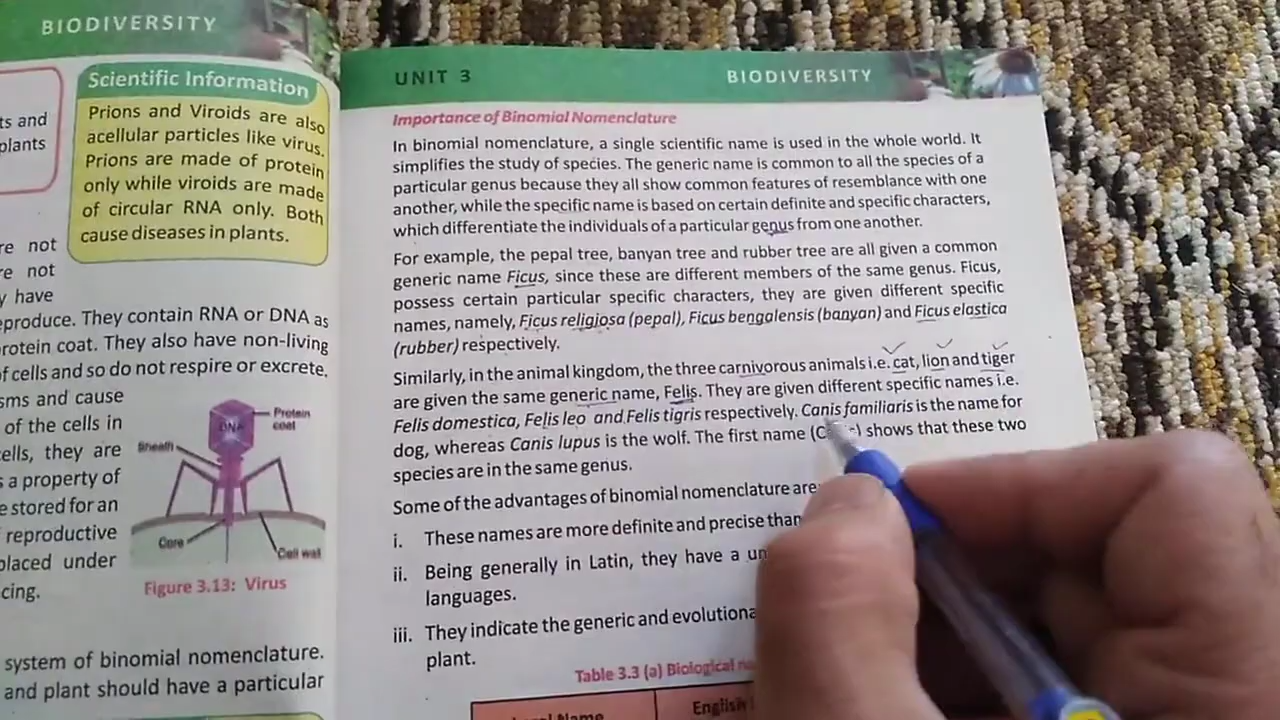 BIODIVERSITY
Scientific Information
Prions and Viroids are also
acellular particles like virus.
Prions are made of protein
only while viroids are made
of circular RNA only. Both
cause diseases in plants.
ts and
plants
re not
re not
y have
eproduce. They contain RNA or DNA as
rotein coat. They also have non-living
f cells and so do not respire or excrete.
sms and cause
of the cells in
cells, they are
s a property of
e stored for an
reproductive
placed under
cing.
DNA
Protein
coat
Sheath
Core
Cell wall
Figure 3.13: Virus
system of binomial nomenclature.
and plant should have a particular
UNIT 3
BIODIVERSITY
Importance of Binomial Nomenclature
In binomial nomenclature, a single scientific name is used in the whole world. It
simplifies the study of species. The generic name is common to all the species of a
particular genus because they all show common features of resemblance with one
another, while the specific name is based on certain definite and specific characters,
which differentiate the individuals of a particular genus from one another.
For example, the pepal tree, banyan tree and rubber tree are all given a common
generic name Ficus, since these are different members of the same genus. Ficus,
possess certain particular specific characters, they are given different specific
names, namely, Ficus religiosa (pepal), Ficus bengalensis (banyan) and Ficus elastica
(rubber) respectively.
Similarly, in the animal kingdom, the three carnivorous animals i.e. cat, lion and tiger
are given the same generic name, Felis. They are given different specific names i.e.
Felis domestica, Felis leo and Felis tigris respectively. Canis familiaris is the name for
dog, whereas Canis lupus is the wolf. The first name (C s) shows that these two
species are in the same genus.
Some of the advantages of binomial nomenclature are
i. These names are more definite and precise than
ii. Being generally in Latin, they have a un
languages.
iii. They indicate the generic and evolutiona
plant.
Table 3.3 (a) Biological na
Name
English